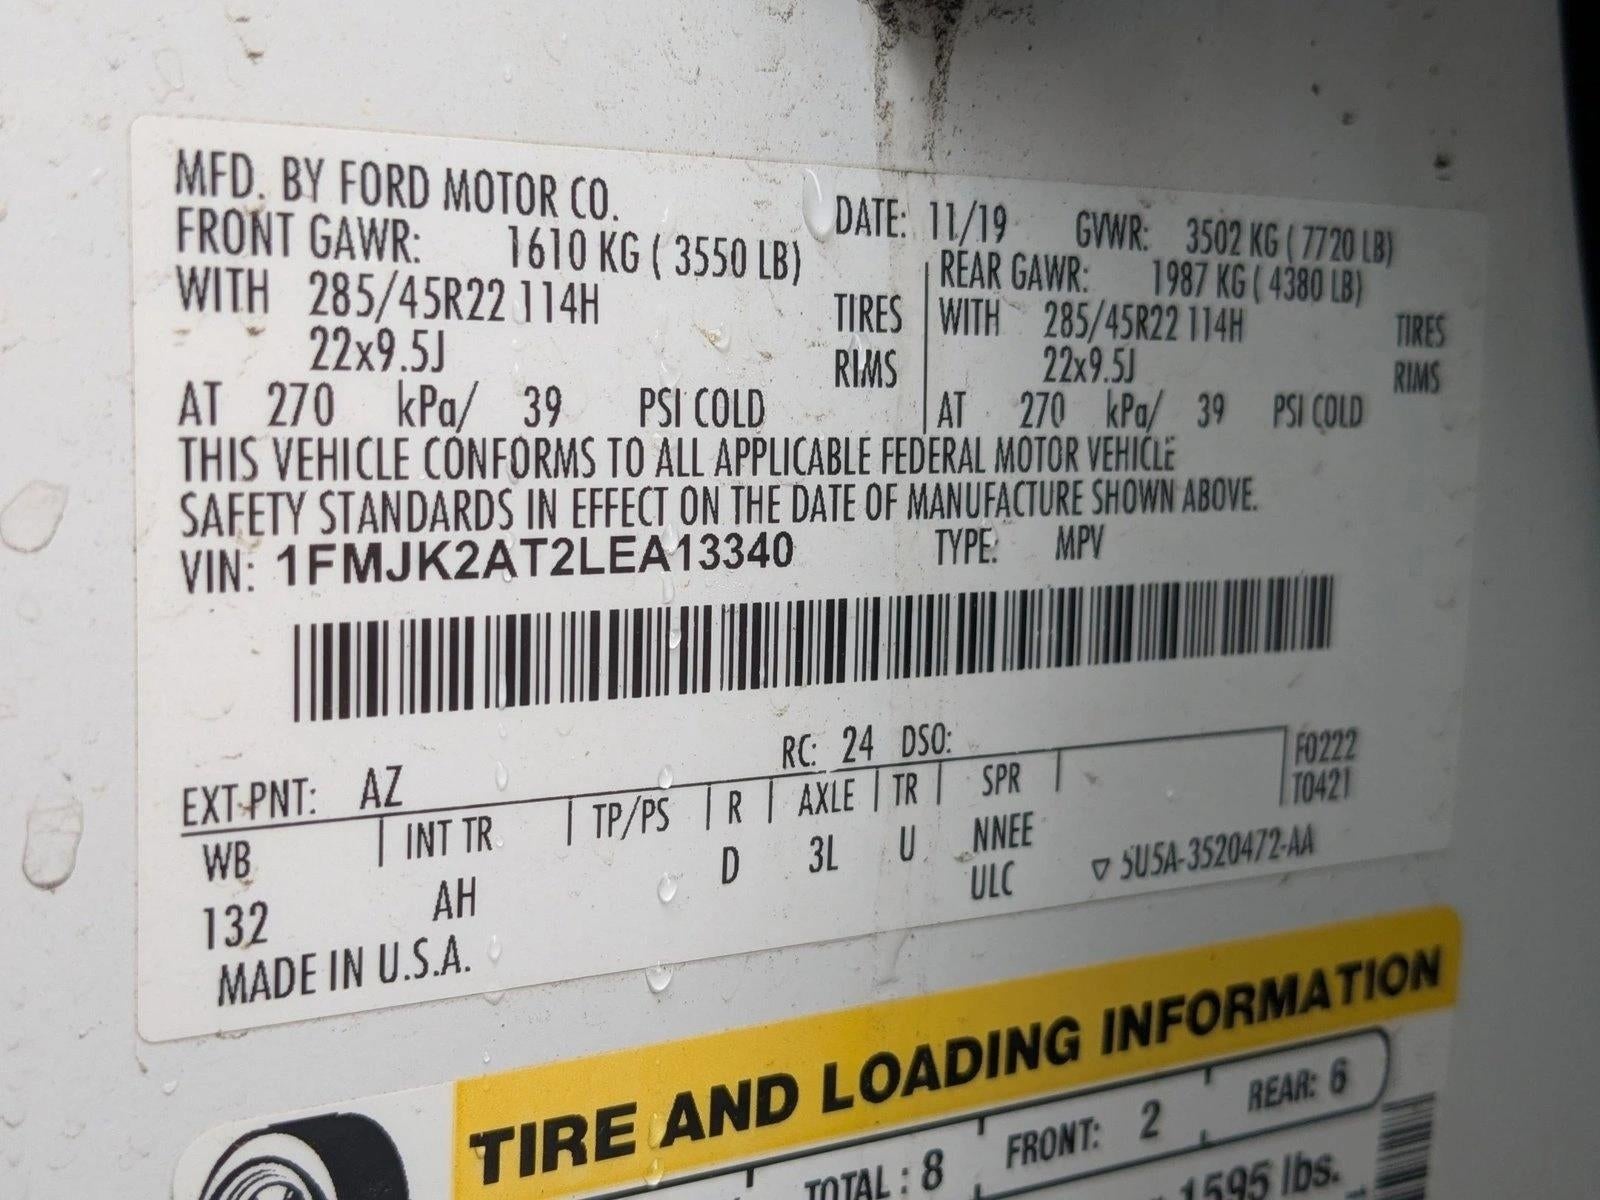 MFD. BY FORD MOTOR CO. DATE: 11/19 GVWR: 3502 KG ( 7720 LB)
FRONT GAWR: 1610 KG ( 3550 LB) REAR GAWR: 1987 KG ( 4380 LB)
WITH 285/45R22 114H TIRES WITH 285/45R22 114H TIRES
22x9.5J RIMS 22x9.5J RIMS
AT 270 kPa/ 39 PSI COLD AT 270 kPa/ 39 PSI COLD
THIS VEHICLE CONFORMS TO ALL APPLICABLE FEDERAL MOTOR VEHICLE
SAFETY STANDARDS IN EFFECT ON THE DATE OF MANUFACTURE SHOWN ABOVE.
VIN: 1FMJK2AT2LEA13340 TYPE: MPV
EXT PNT: AZ RC: 24 DSO: F0222
WB INT TR TP/PS R AXLE TR SPR T0421
132 AH D 3L U NNEE
ULC ▽ 5U5A-3520472-AA
MADE IN U.S.A.
TIRE AND LOADING INFORMATION
TOTAL : 8 FRONT: 2 REAR: 6
1595 lbs.